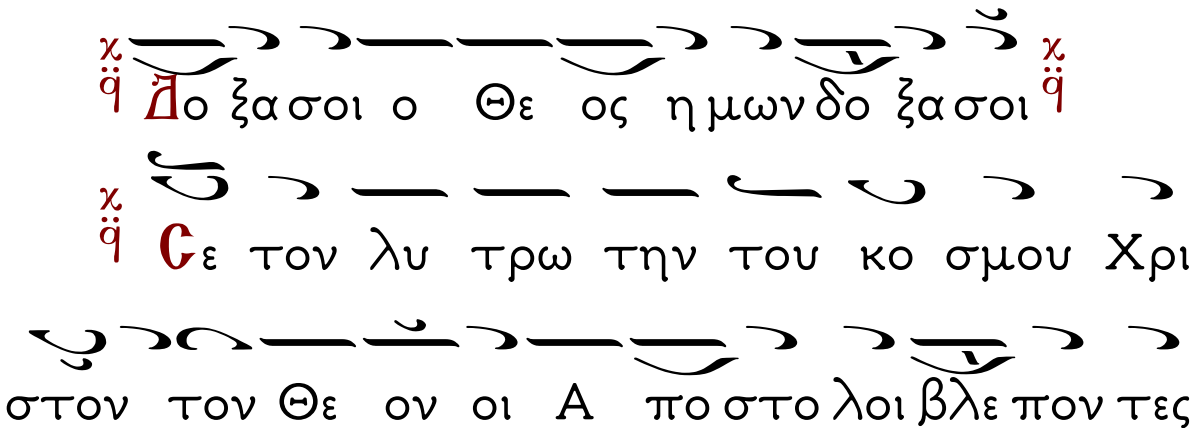 Δο ξα σοι ο Θε ος η μων δο ξα σοι
Σε τον λυ τρω την του κο σμου Χρι
στον τον Θε ον οι Α πο στο λοι βλε πον τες